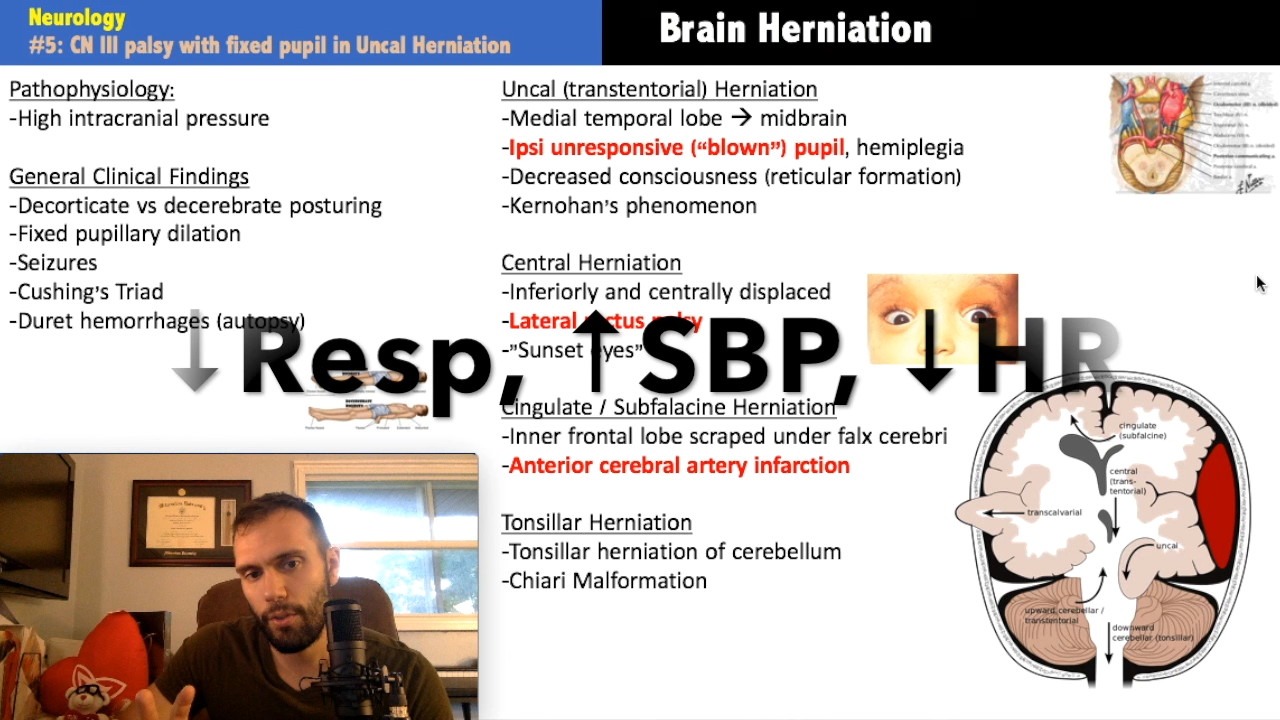 Neurology
#5: CN III palsy with fixed pupil in Uncal Herniation
Brain Herniation
Pathophysiology:
-High intracranial pressure
General Clinical Findings
-Decorticate vs decerebrate posturing
-Fixed pupillary dilation
-Seizures
-Cushing's Triad
-Duret hemorrhages (autopsy)
Uncal (transtentorial) Herniation
-Medial temporal lobe → midbrain
-Ipsi unresponsive (“blown”) pupil, hemiplegia
-Decreased consciousness (reticular formation)
-Kernohan's phenomenon
Central Herniation
-Inferiorly and centrally displaced
-Lateral rectus palsy
-”Sunset eyes”
↓Resp, ↑SBP, ↓HR
Cingulate / Subfalacine Herniation
-Inner frontal lobe scraped under falx cerebri
-Anterior cerebral artery infarction
Tonsillar Herniation
-Tonsillar herniation of cerebellum
-Chiari Malformation
cingulate
(subfalcine)
central
(trans-
tentorial)
transcalvarial
uncal
upward cerebellar /
transtentorial
downward
cerebellar (tonsillar)